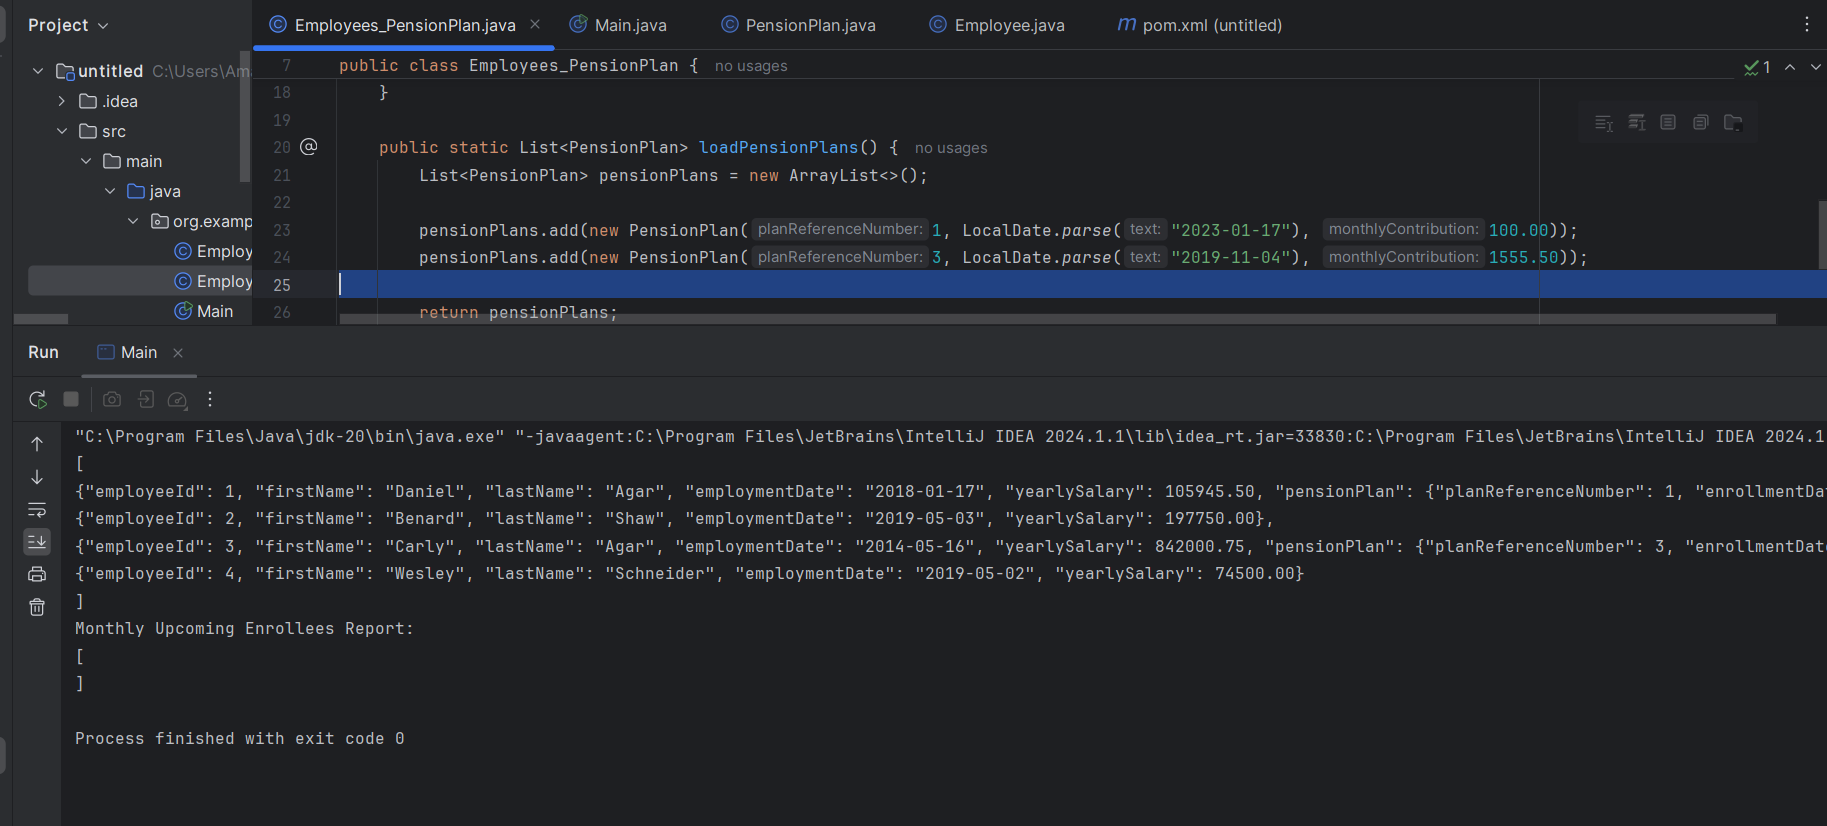 Project
Employees_PensionPlan.java
Main.java
PensionPlan.java
Employee.java
pom.xml (untitled)
untitled C:\Users\Am
.idea
src
main
java
org.examp
Employ
Employ
Main
7 public class Employees_PensionPlan { no usages
1
18 }
19
20 @ public static List<PensionPlan> loadPensionPlans() { no usages
21 List<PensionPlan> pensionPlans = new ArrayList<>();
22
23 pensionPlans.add(new PensionPlan( planReferenceNumber: 1, LocalDate.parse( text: "2023-01-17"), monthlyContribution: 100.00));
24 pensionPlans.add(new PensionPlan( planReferenceNumber: 3, LocalDate.parse( text: "2019-11-04"), monthlyContribution: 1555.50));
25
26 return pensionPlans;
Run Main
"C:\Program Files\Java\jdk-20\bin\java.exe" "-javaagent:C:\Program Files\JetBrains\IntelliJ IDEA 2024.1.1\lib\idea_rt.jar=33830:C:\Program Files\JetBrains\IntelliJ IDEA 2024.1
[
{"employeeId": 1, "firstName": "Daniel", "lastName": "Agar", "employmentDate": "2018-01-17", "yearlySalary": 105945.50, "pensionPlan": {"planReferenceNumber": 1, "enrollmentDa
{"employeeId": 2, "firstName": "Benard", "lastName": "Shaw", "employmentDate": "2019-05-03", "yearlySalary": 197750.00},
{"employeeId": 3, "firstName": "Carly", "lastName": "Agar", "employmentDate": "2014-05-16", "yearlySalary": 842000.75, "pensionPlan": {"planReferenceNumber": 3, "enrollmentDat
{"employeeId": 4, "firstName": "Wesley", "lastName": "Schneider", "employmentDate": "2019-05-02", "yearlySalary": 74500.00}
]
Monthly Upcoming Enrollees Report:
[
]
Process finished with exit code 0